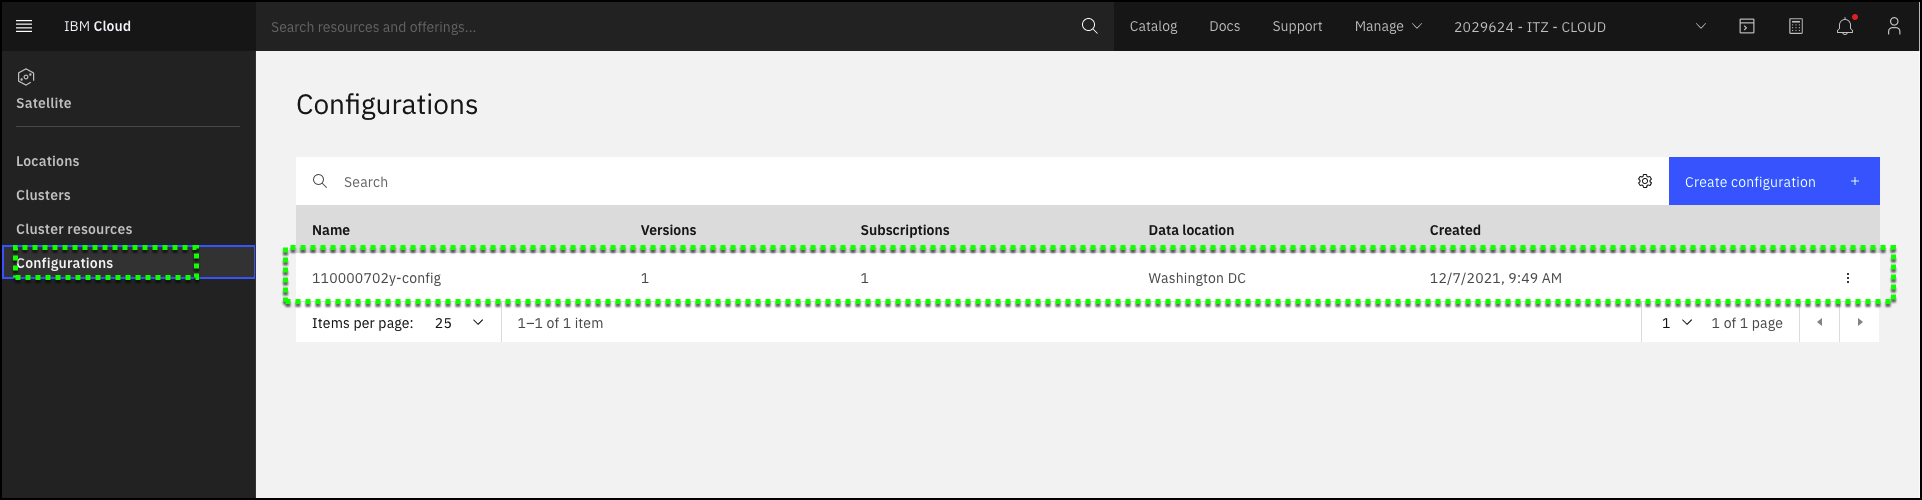 IBM Cloud
Search resources and offerings...
Catalog
Docs
Support
Manage
2029624 - ITZ - CLOUD
Satellite
Locations
Clusters
Cluster resources
Configurations
Configurations
Search
Create configuration +
Name Versions Subscriptions Data location Created
110000702y-config 1 1 Washington DC 12/7/2021, 9:49 AM
Items per page: 25 1–1 of 1 item 1 1 of 1 page